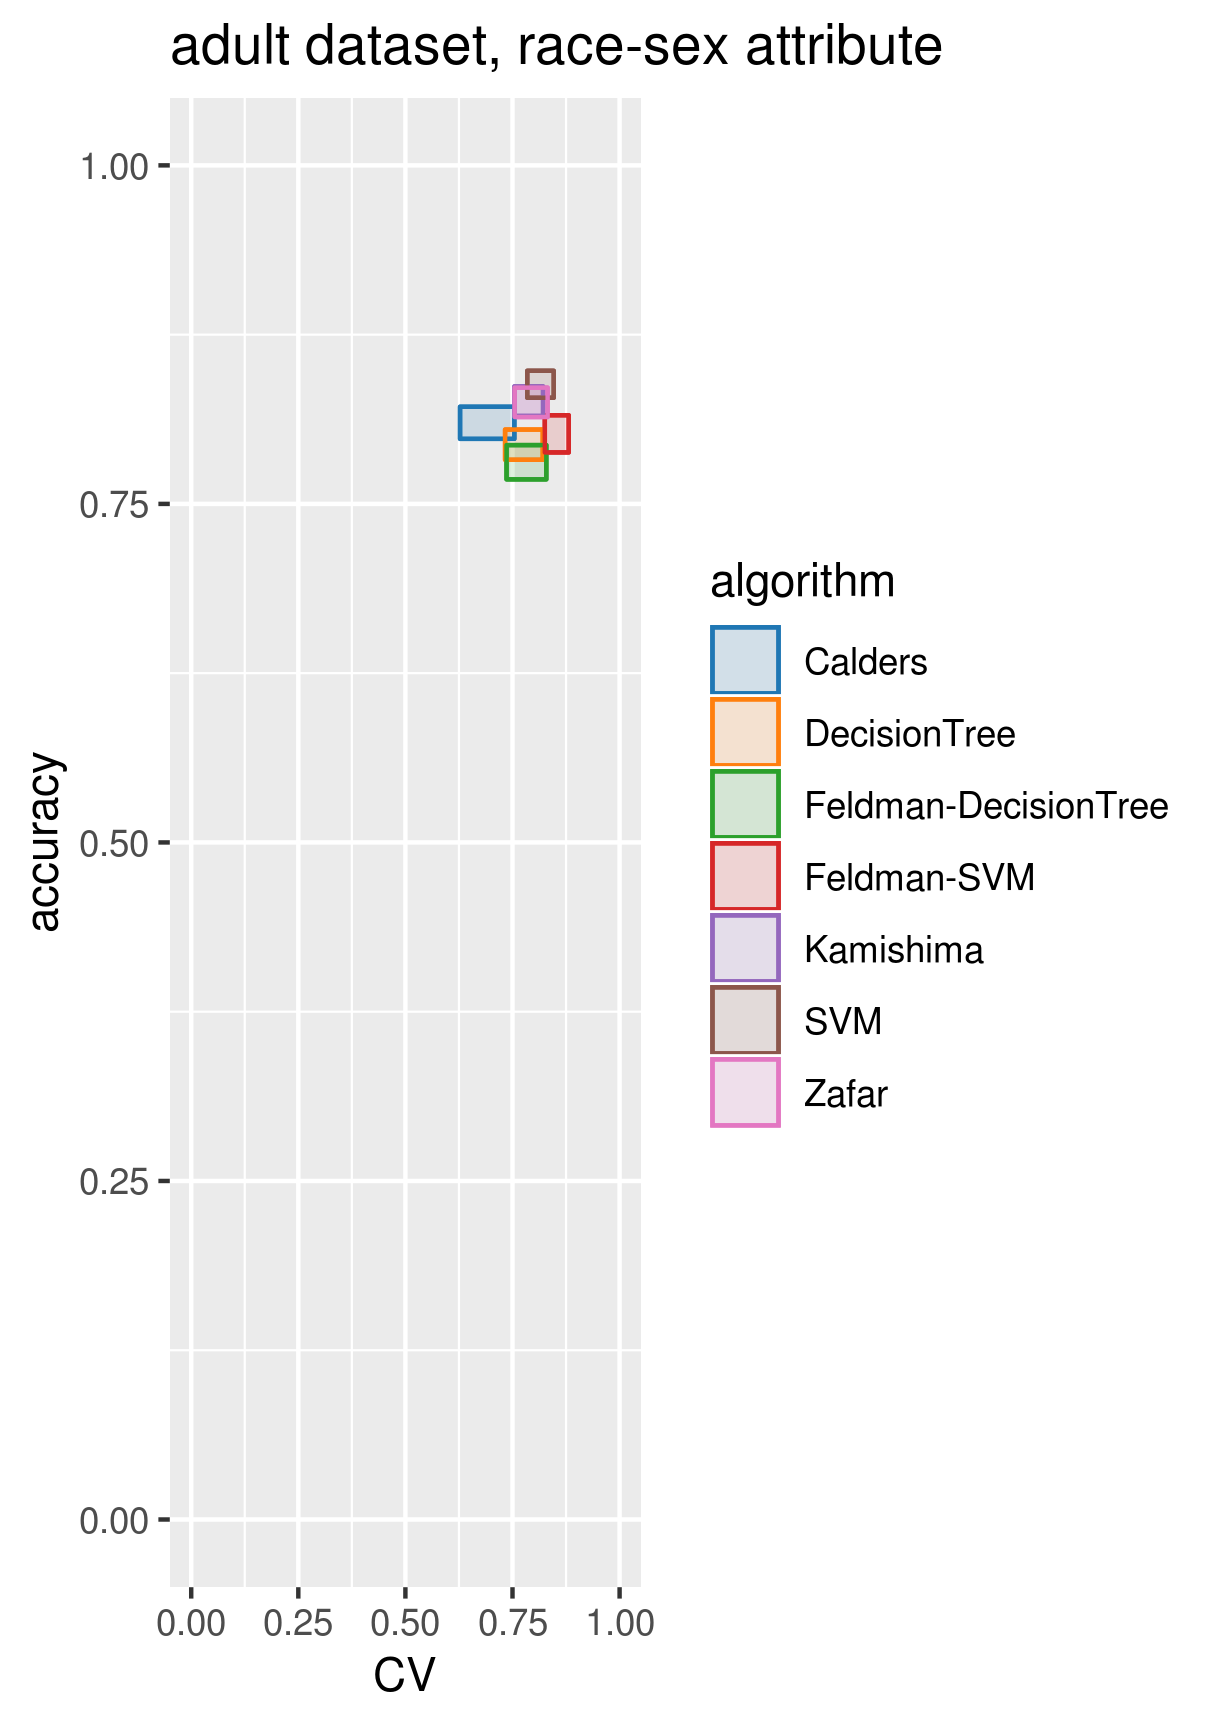 adult dataset, race-sex attribute
1.00
0.75
0.50
0.25
0.00
accuracy
0.00 0.25 0.50 0.75 1.00
CV
algorithm
Calders
DecisionTree
Feldman-DecisionTree
Feldman-SVM
Kamishima
SVM
Zafar